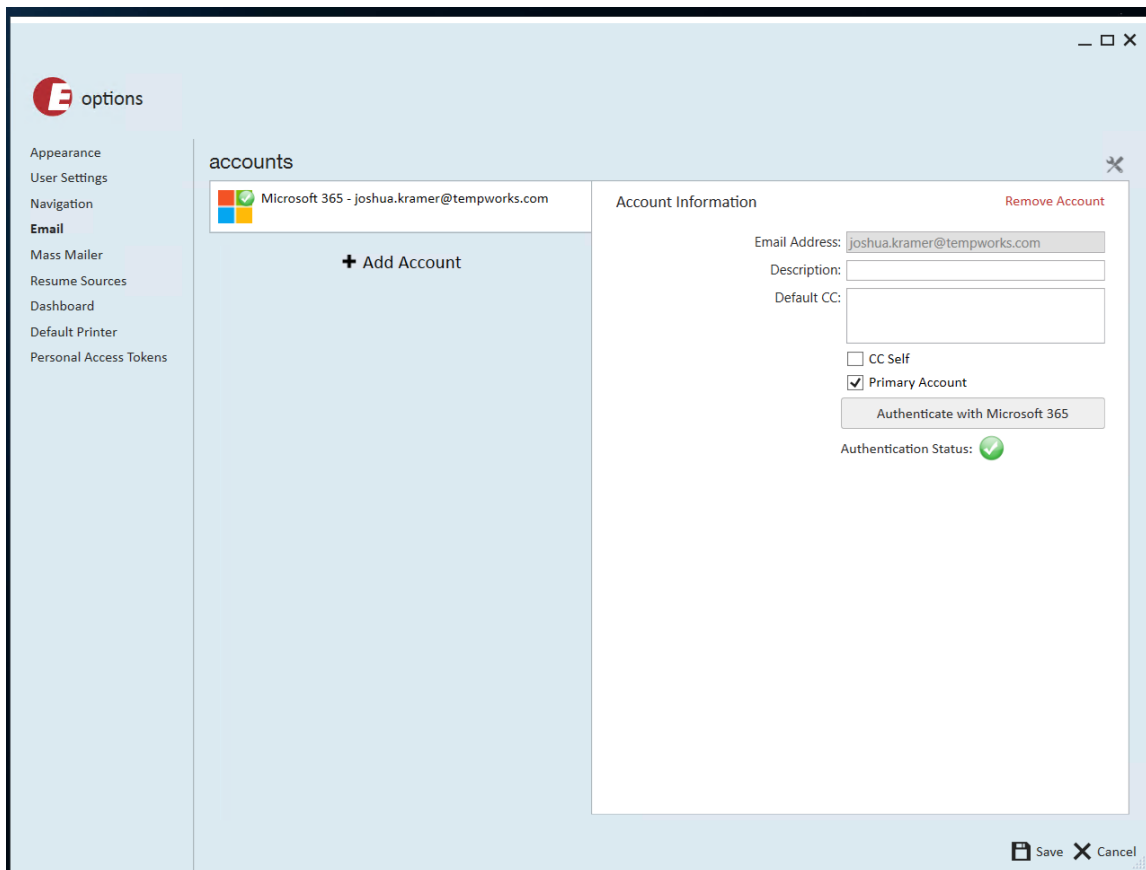 E options
Appearance
User Settings
Navigation
Email
Mass Mailer
Resume Sources
Dashboard
Default Printer
Personal Access Tokens
accounts
Microsoft 365 - joshua.kramer@tempworks.com
+ Add Account
Account Information
Remove Account
Email Address: joshua.kramer@tempworks.com
Description:
Default CC:
CC Self
Primary Account
Authenticate with Microsoft 365
Authentication Status:
Save
Cancel